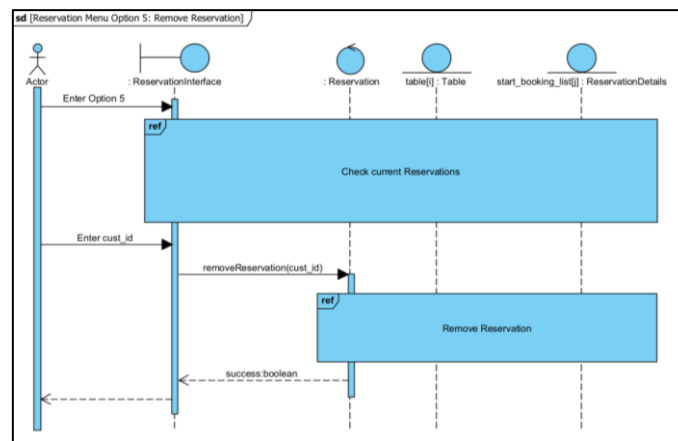 sd [Reservation Menu Option 5: Remove Reservation]
Actor
: ReservationInterface
: Reservation
table[i] : Table
start_booking_list[j] : ReservationDetails
Enter Option 5
ref
Check current Reservations
Enter cust_id
removeReservation(cust_id)
ref
Remove Reservation
success:boolean